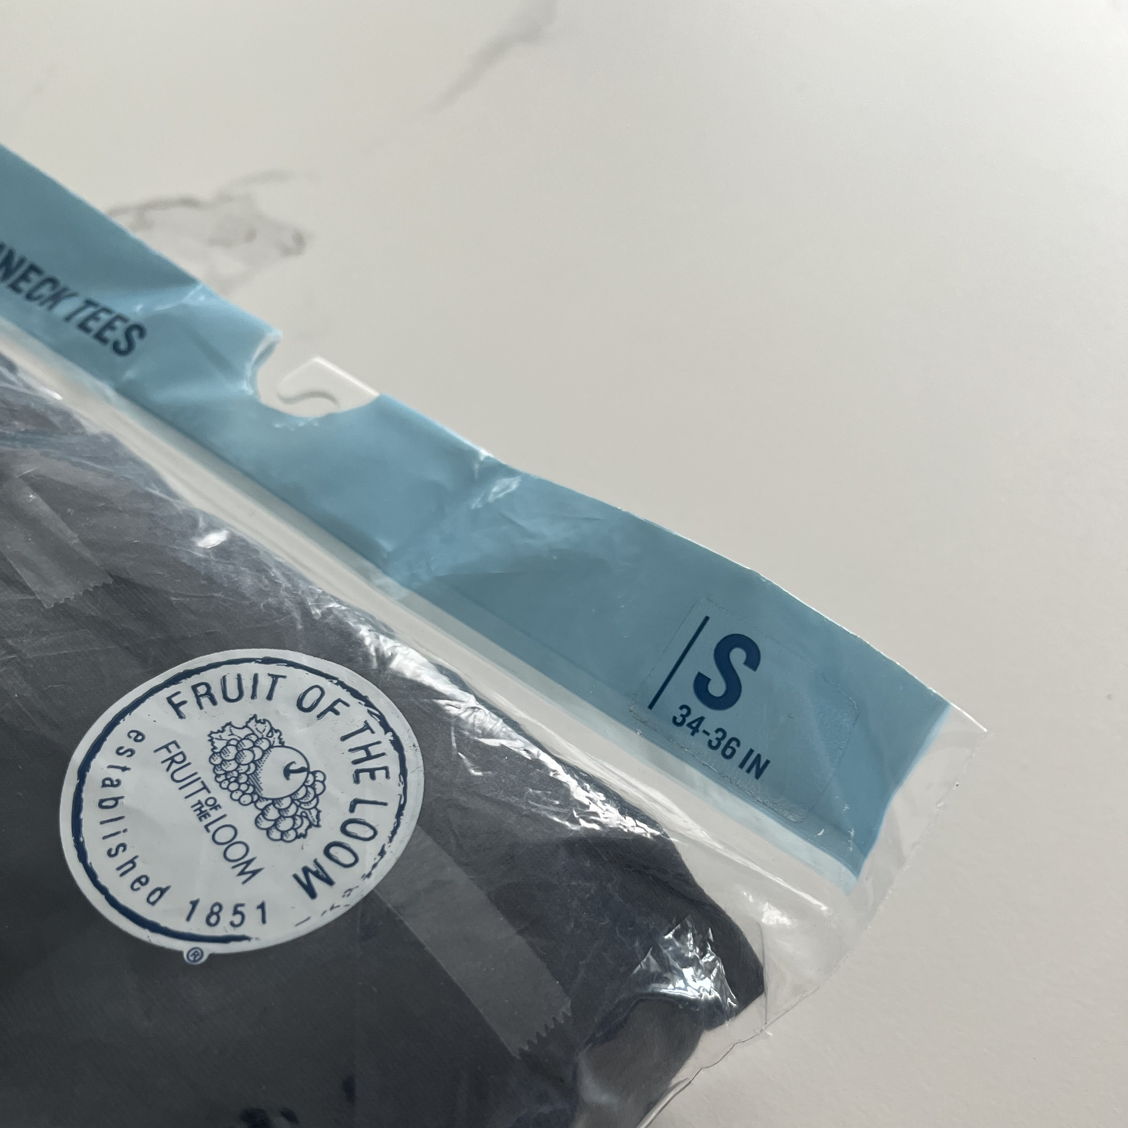 NECK TEES
S
34-36 IN
FRUIT OF THE LOOM
FRUIT
OF
THE
LOOM
established 1851
®